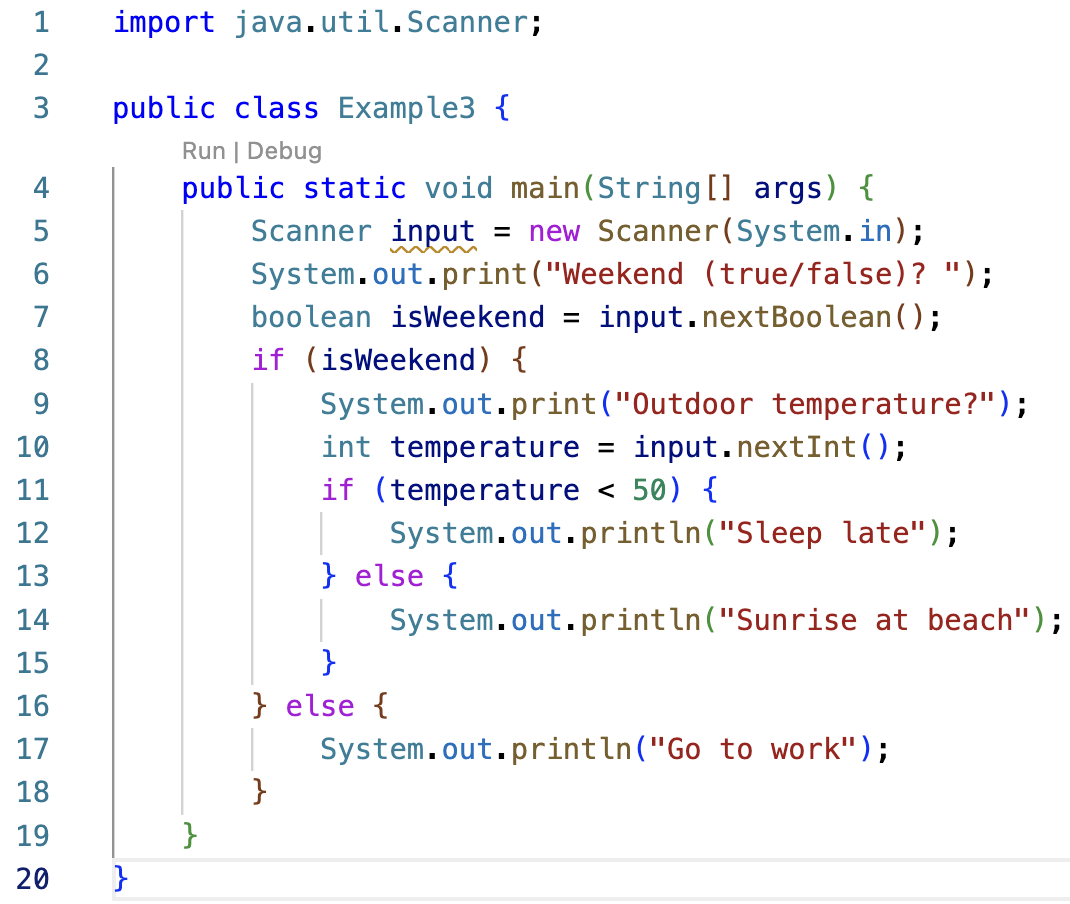 1 import java.util.Scanner;
2
3 public class Example3 {
Run | Debug
4     public static void main(String[] args) {
5         Scanner input = new Scanner(System.in);
6         System.out.print("Weekend (true/false)? ");
7         boolean isWeekend = input.nextBoolean();
8         if (isWeekend) {
9             System.out.print("Outdoor temperature?");
10             int temperature = input.nextInt();
11             if (temperature < 50) {
12                 System.out.println("Sleep late");
13             } else {
14                 System.out.println("Sunrise at beach");
15             }
16         } else {
17             System.out.println("Go to work");
18         }
19     }
20 }